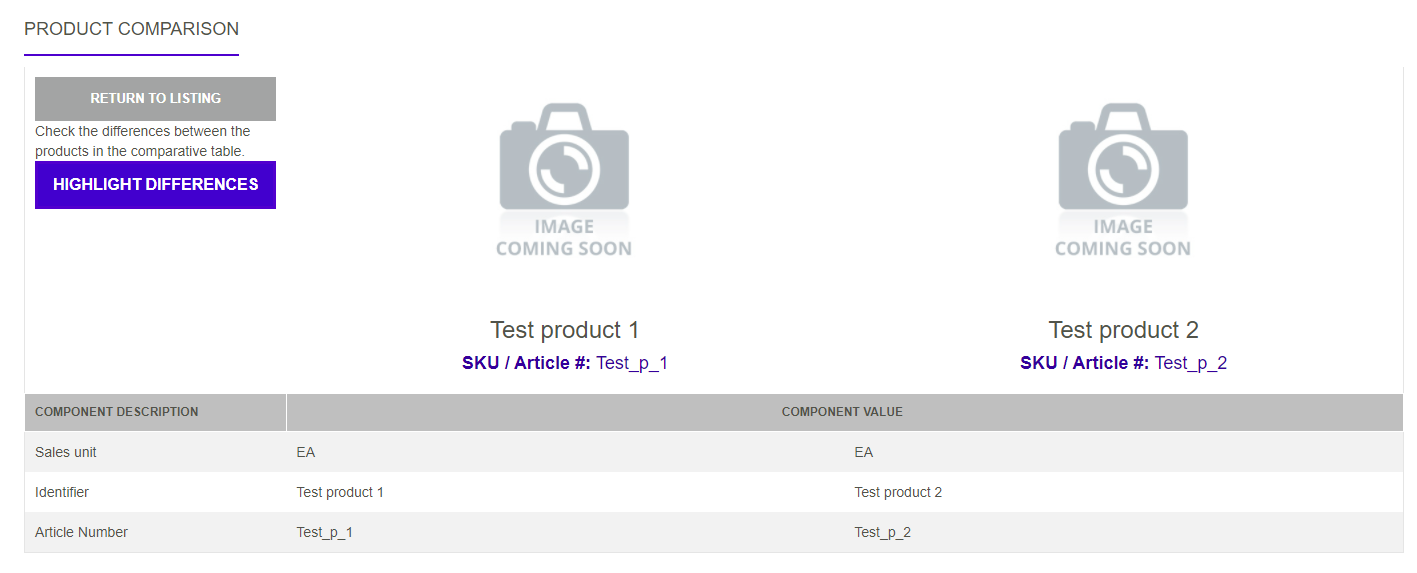 PRODUCT COMPARISON
RETURN TO LISTING
Check the differences between the
products in the comparative table.
HIGHLIGHT DIFFERENCES
IMAGE
COMING SOON
Test product 1
SKU / Article #: Test_p_1
IMAGE
COMING SOON
Test product 2
SKU / Article #: Test_p_2
COMPONENT DESCRIPTION COMPONENT VALUE
Sales unit EA EA
Identifier Test product 1 Test product 2
Article Number Test_p_1 Test_p_2